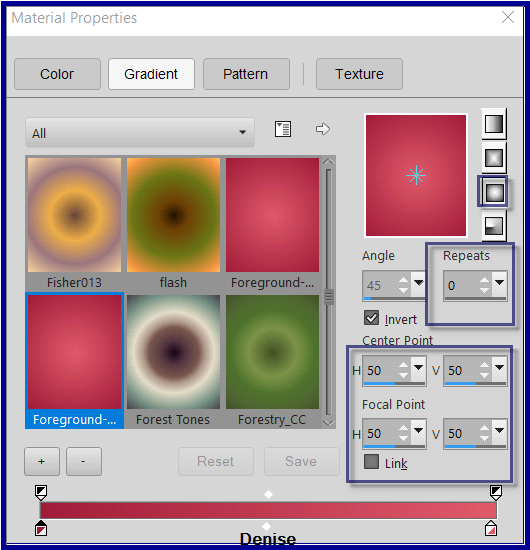 Material Properties
Color
Gradient
Pattern
Texture
All
Fisher013
flash
Foreground-...
Foreground-...
Forest Tones
Forestry_CC
Angle
Repeats
45
0
Invert
Center Point
H 50 V 50
Focal Point
H 50 V 50
Link
+
-
Reset
Save
Denise